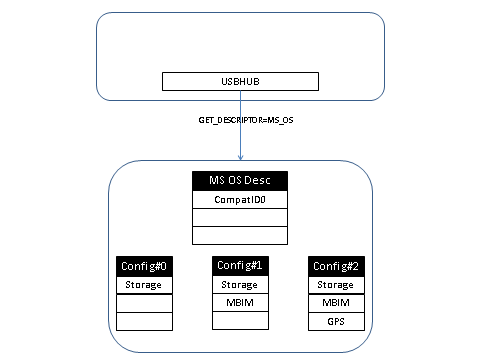 USBHUB
GET_DESCRIPTOR=MS_OS
MS OS Desc
CompatID0
Config#0
Storage
Config#1
Storage
MBIM
Config#2
Storage
MBIM
GPS